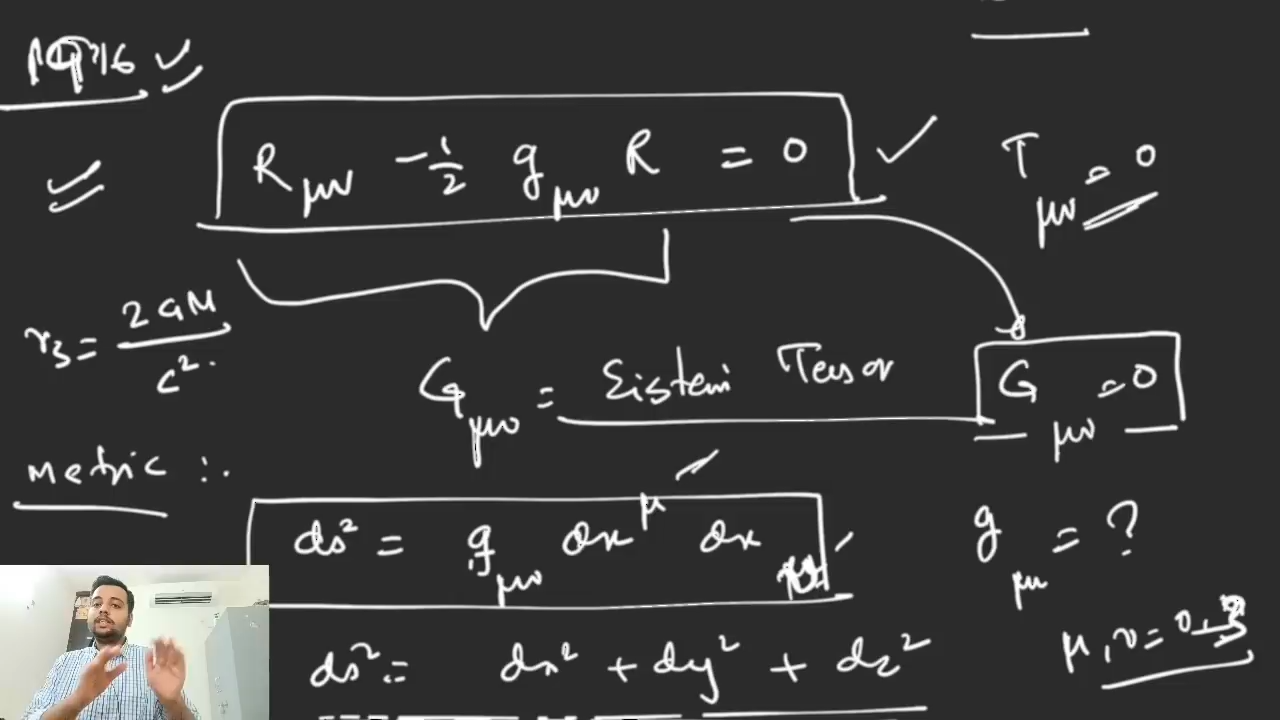 1916
R_μν - 1/2 g_μν R = 0
T_μν = 0
r_s = 2GM/c²
G_μν = Eistein Tensor
G_μν = 0
Metric :.
ds² = g_μν dx^μ dx
g_μν = ?
ds² = dx² + dy² + dz²
μ, ν = 0